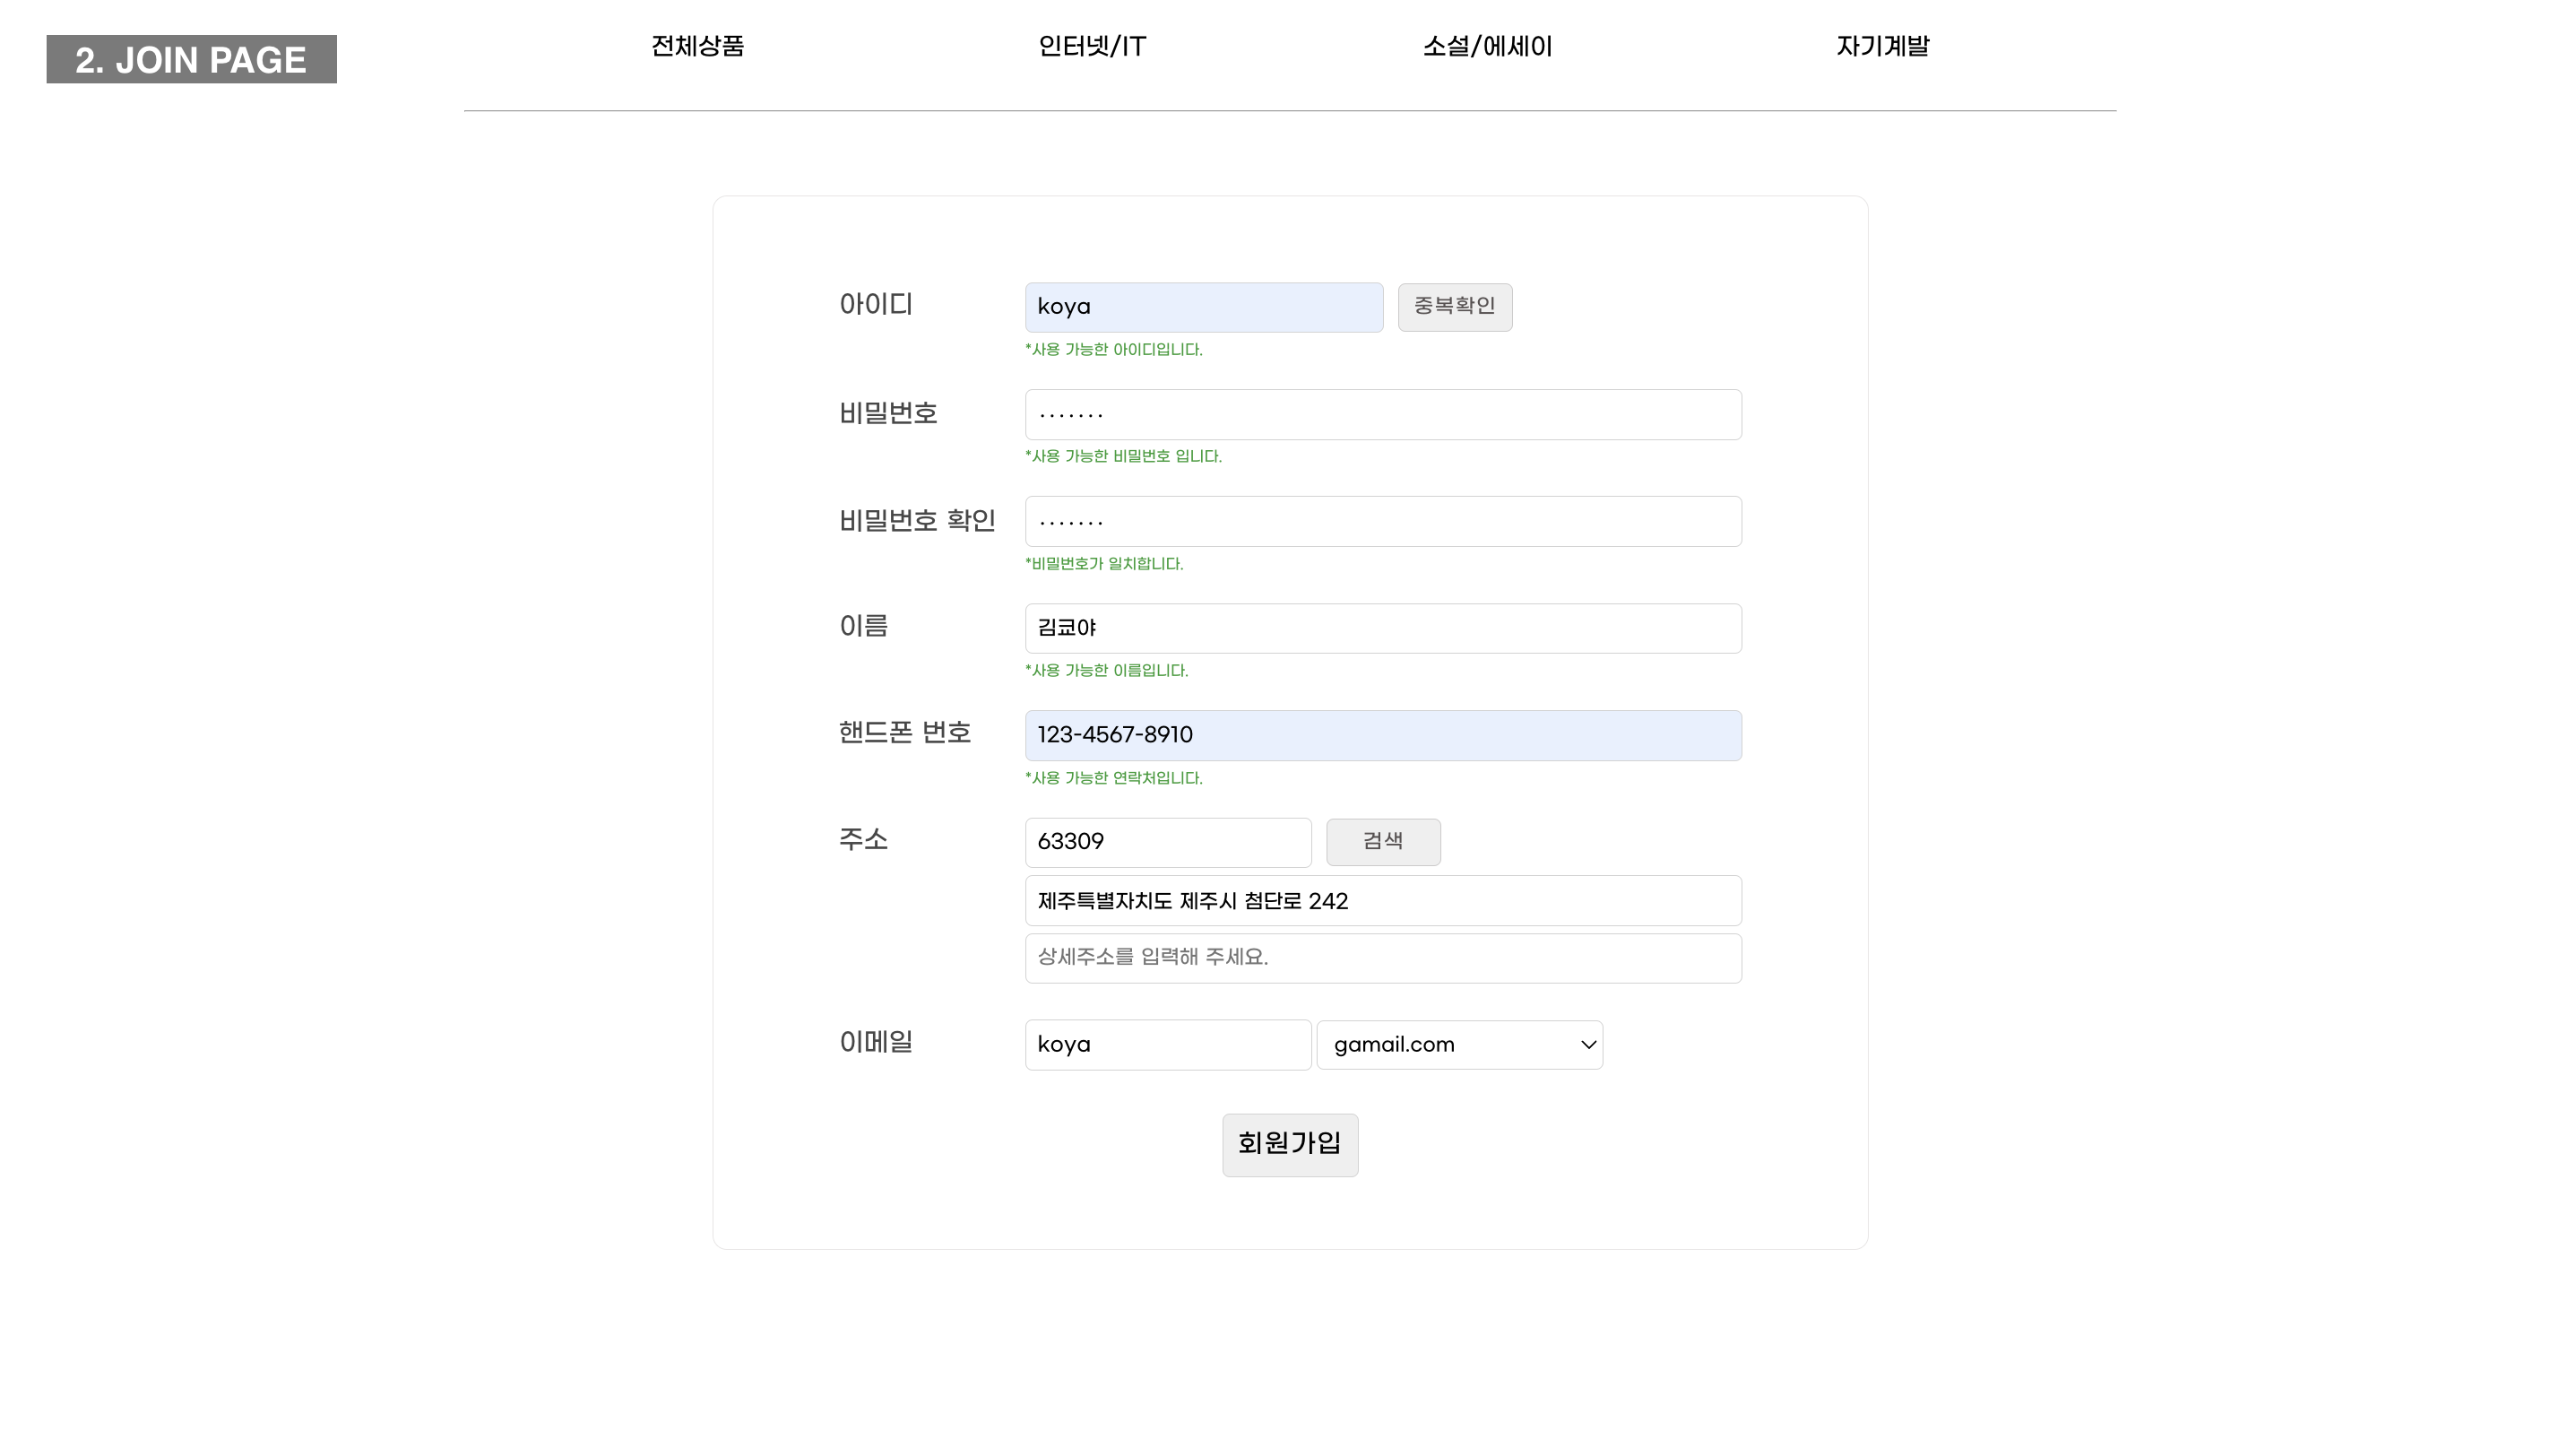 2. JOIN PAGE
전체상품 인터넷/IT 소설/에세이 자기계발
아이디 koya 중복확인
*사용 가능한 아이디입니다.
비밀번호 .......
*사용 가능한 비밀번호 입니다.
비밀번호 확인 .......
*비밀번호가 일치합니다.
이름 김쿄야
*사용 가능한 이름입니다.
핸드폰 번호 123-4567-8910
*사용 가능한 연락처입니다.
주소 63309 검색
제주특별자치도 제주시 첨단로 242
상세주소를 입력해 주세요.
이메일 koya gamail.com
회원가입